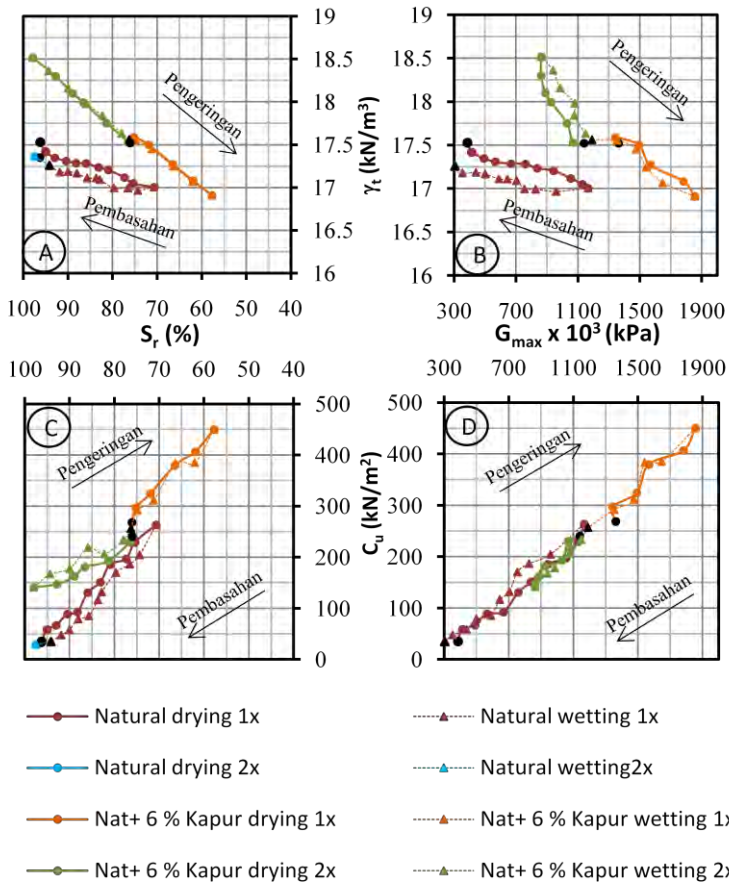 19
18.5
18
17.5
17
16.5
16
γt (kN/m³)
Pengeringan
Pembasahan
A
100 90 80 70 60 50 40
Sr (%)
19
18.5
18
17.5
17
16.5
16
Pengeringan
Pembasahan
B
300 700 1100 1500 1900
Gmax x 10³ (kPa)
100 90 80 70 60 50 40
C
Pengeringan
Pembasahan
500
400
300
200
100
0
Cu (kN/m²)
300 700 1100 1500 1900
D
Pengeringan
Pembasahan
500
400
300
200
100
0
Natural drying 1x
Natural wetting 1x
Natural drying 2x
Natural wetting2x
Nat+ 6 % Kapur drying 1x
Nat+ 6 % Kapur wetting 1x
Nat+ 6 % Kapur drying 2x
Nat+ 6 % Kapur wetting 2x